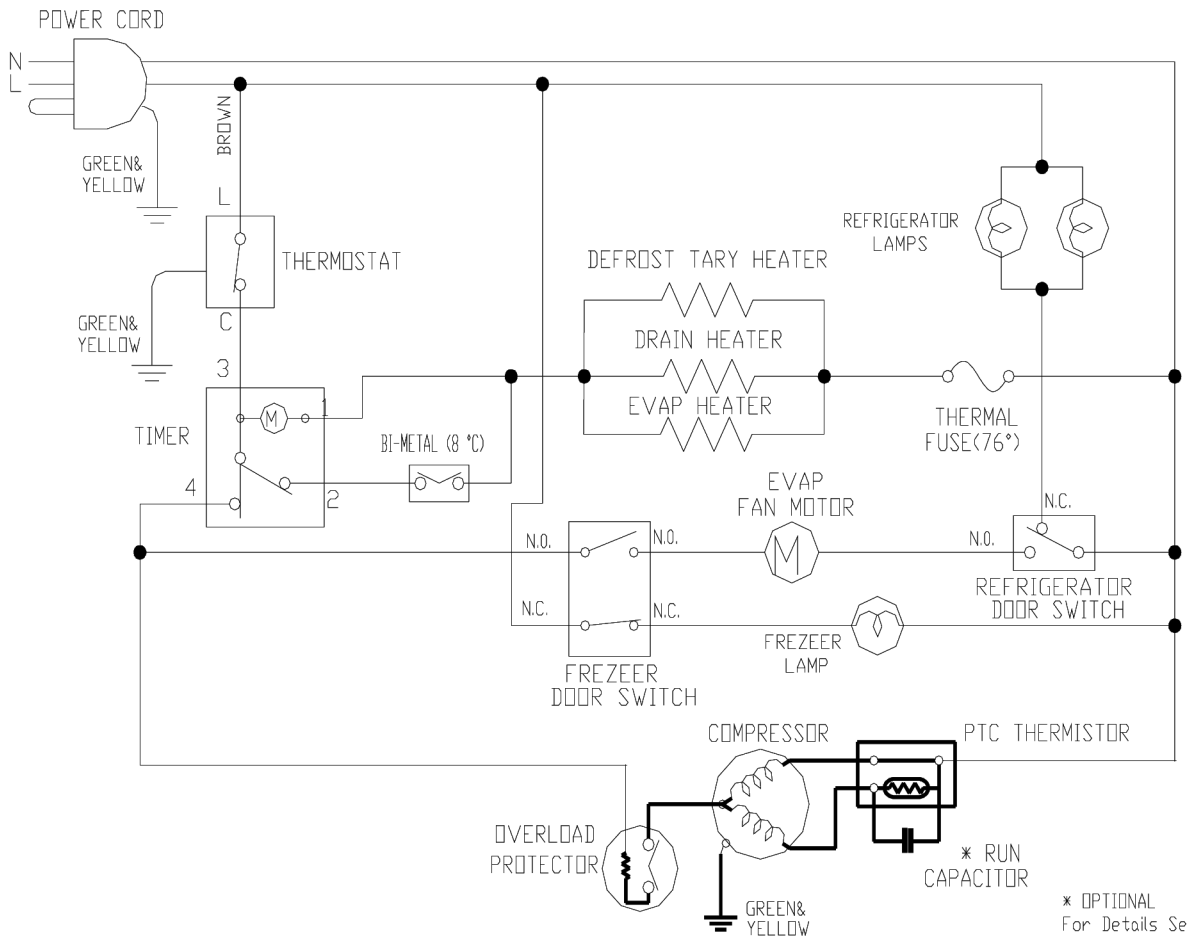 POWER CORD
N
L
BROWN
GREEN&
YELLOW
L
REFRIGERATOR
LAMPS
THERMOSTAT
DEFROST TARY HEATER
GREEN&
YELLOW
C
DRAIN HEATER
3
EVAP HEATER
1
M
THERMAL
FUSE(76°)
TIMER
BI-METAL (8 °C)
4
2
EVAP
FAN MOTOR
N.C.
N.O.
N.O.
M
N.O.
REFRIGERATOR
DOOR SWITCH
N.C.
N.C.
FREZEER
LAMP
FREZEER
DOOR SWITCH
COMPRESSOR
PTC THERMISTOR
OVERLOAD
PROTECTOR
* RUN
CAPACITOR
GREEN&
YELLOW
* OPTIONAL
For Details Se